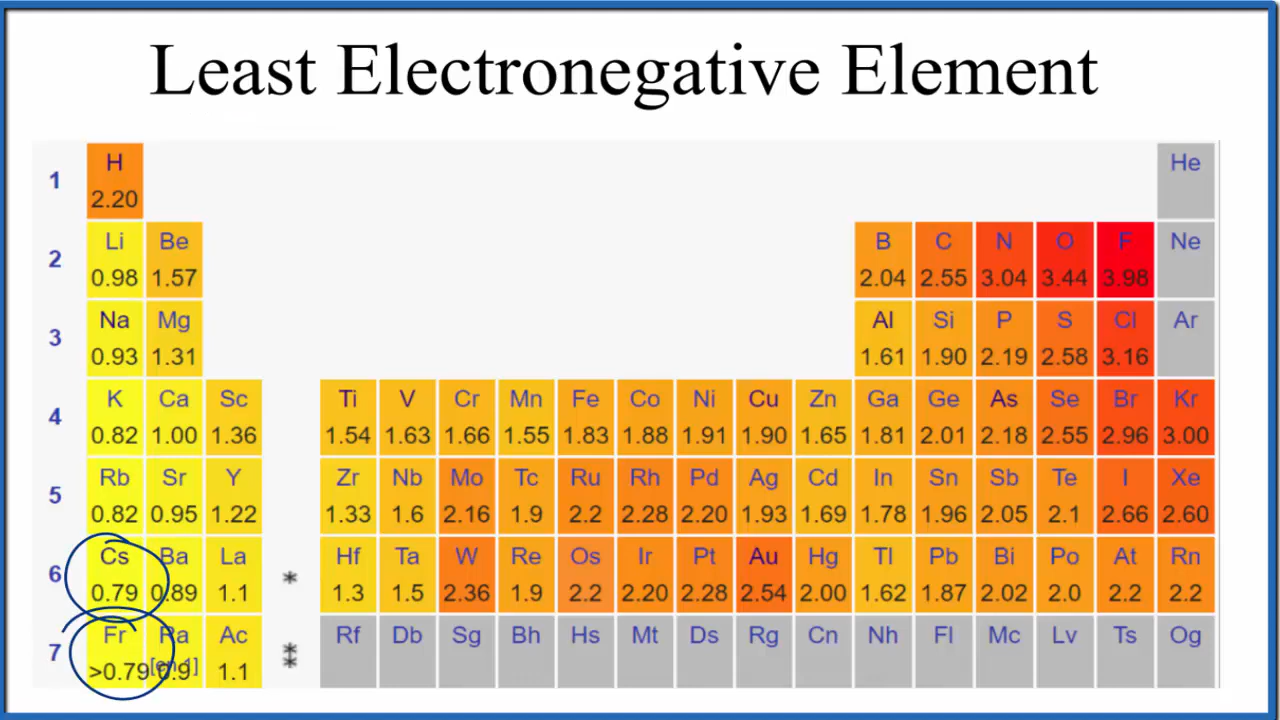 Least Electronegative Element
H He
1
2.20
Li Be B C N O F Ne
2
0.98 1.57 2.04 2.55 3.04 3.44 3.98
Na Mg Al Si P S Cl Ar
3
0.93 1.31 1.61 1.90 2.19 2.58 3.16
K Ca Sc Ti V Cr Mn Fe Co Ni Cu Zn Ga Ge As Se Br Kr
4
0.82 1.00 1.36 1.54 1.63 1.66 1.55 1.83 1.88 1.91 1.90 1.65 1.81 2.01 2.18 2.55 2.96 3.00
Rb Sr Y Zr Nb Mo Tc Ru Rh Pd Ag Cd In Sn Sb Te I Xe
5
0.82 0.95 1.22 1.33 1.6 2.16 1.9 2.2 2.28 2.20 1.93 1.69 1.78 1.96 2.05 2.1 2.66 2.60
Cs Ba La Hf Ta W Re Os Ir Pt Au Hg Tl Pb Bi Po At Rn
6 *
0.79 0.89 1.1 1.3 1.5 2.36 1.9 2.2 2.20 2.28 2.54 2.00 1.62 1.87 2.02 2.0 2.2 2.2
Fr Ra Ac Rf Db Sg Bh Hs Mt Ds Rg Cn Nh Fl Mc Lv Ts Og
7 **
>0.79 0.9 1.1